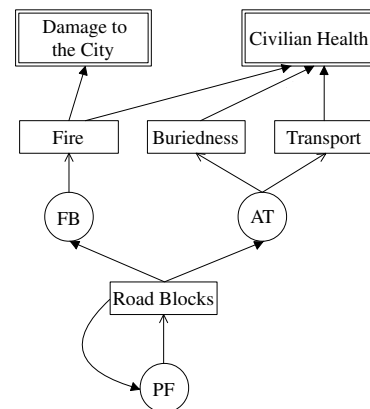 Damage to
the City
Civilian Health
Fire
Buriedness
Transport
FB
AT
Road Blocks
PF